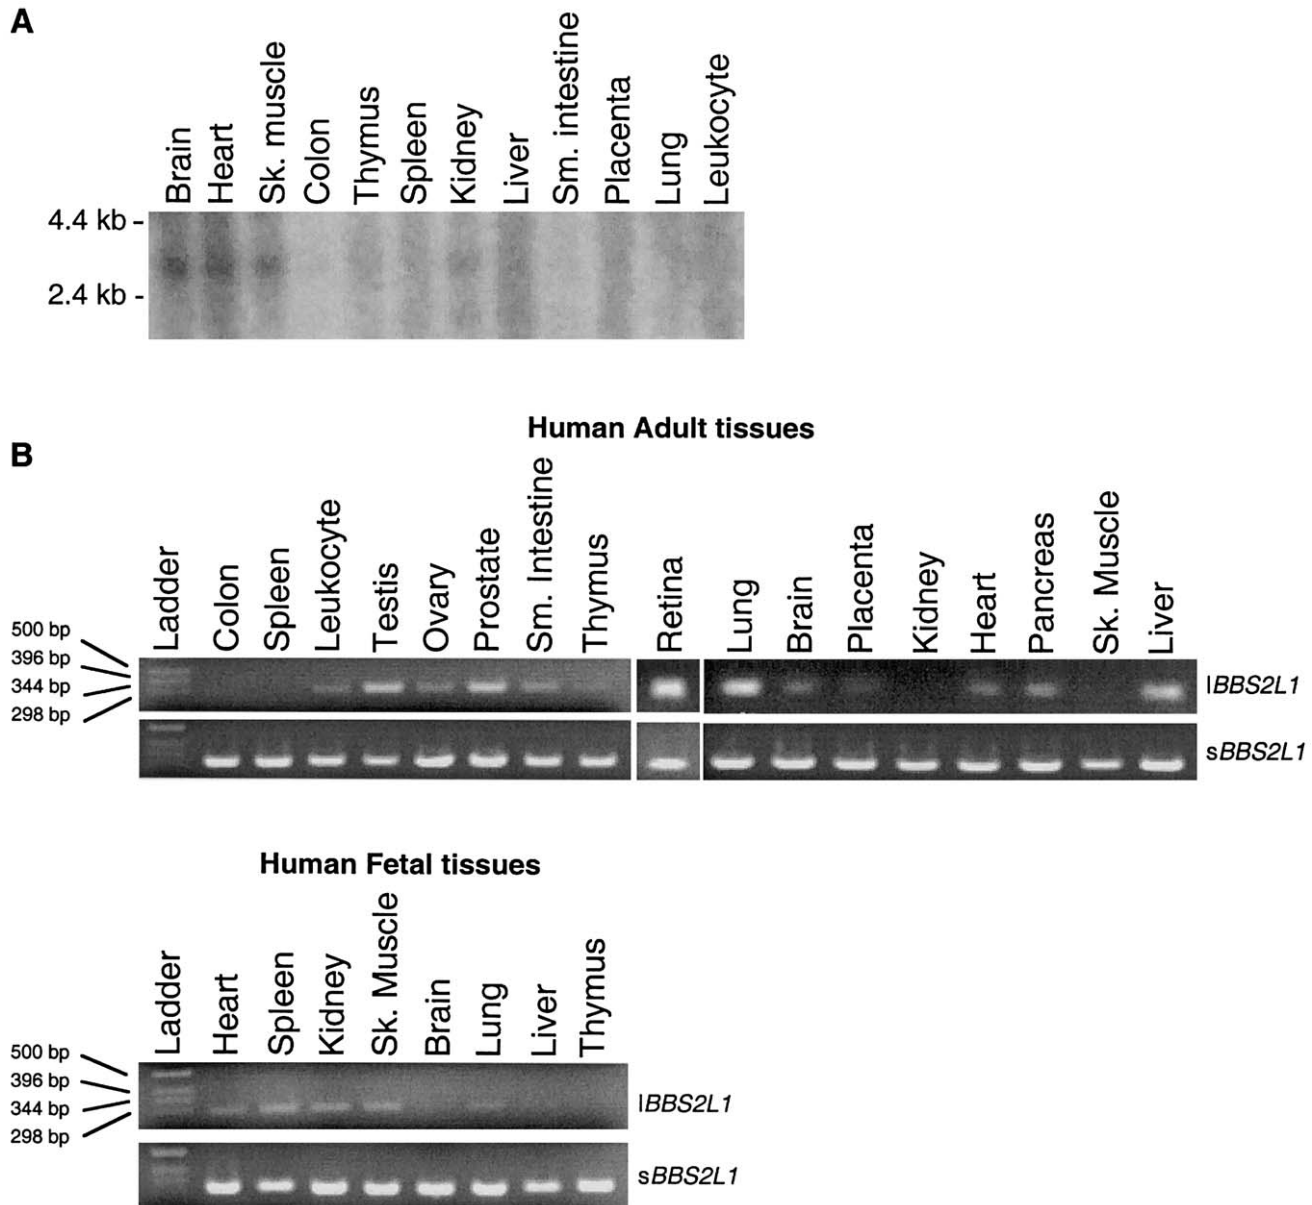 A
Brain
Heart
Sk. muscle
Colon
Thymus
Spleen
Kidney
Liver
Sm. intestine
Placenta
Lung
Leukocyte
4.4 kb -
2.4 kb -
Human Adult tissues
B
Ladder
Colon
Spleen
Leukocyte
Testis
Ovary
Prostate
Sm. Intestine
Thymus
Retina
Lung
Brain
Placenta
Kidney
Heart
Pancreas
Sk. Muscle
Liver
500 bp
396 bp
344 bp
298 bp
lBBS2L1
sBBS2L1
Human Fetal tissues
Ladder
Heart
Spleen
Kidney
Sk. Muscle
Brain
Lung
Liver
Thymus
500 bp
396 bp
344 bp
298 bp
lBBS2L1
sBBS2L1